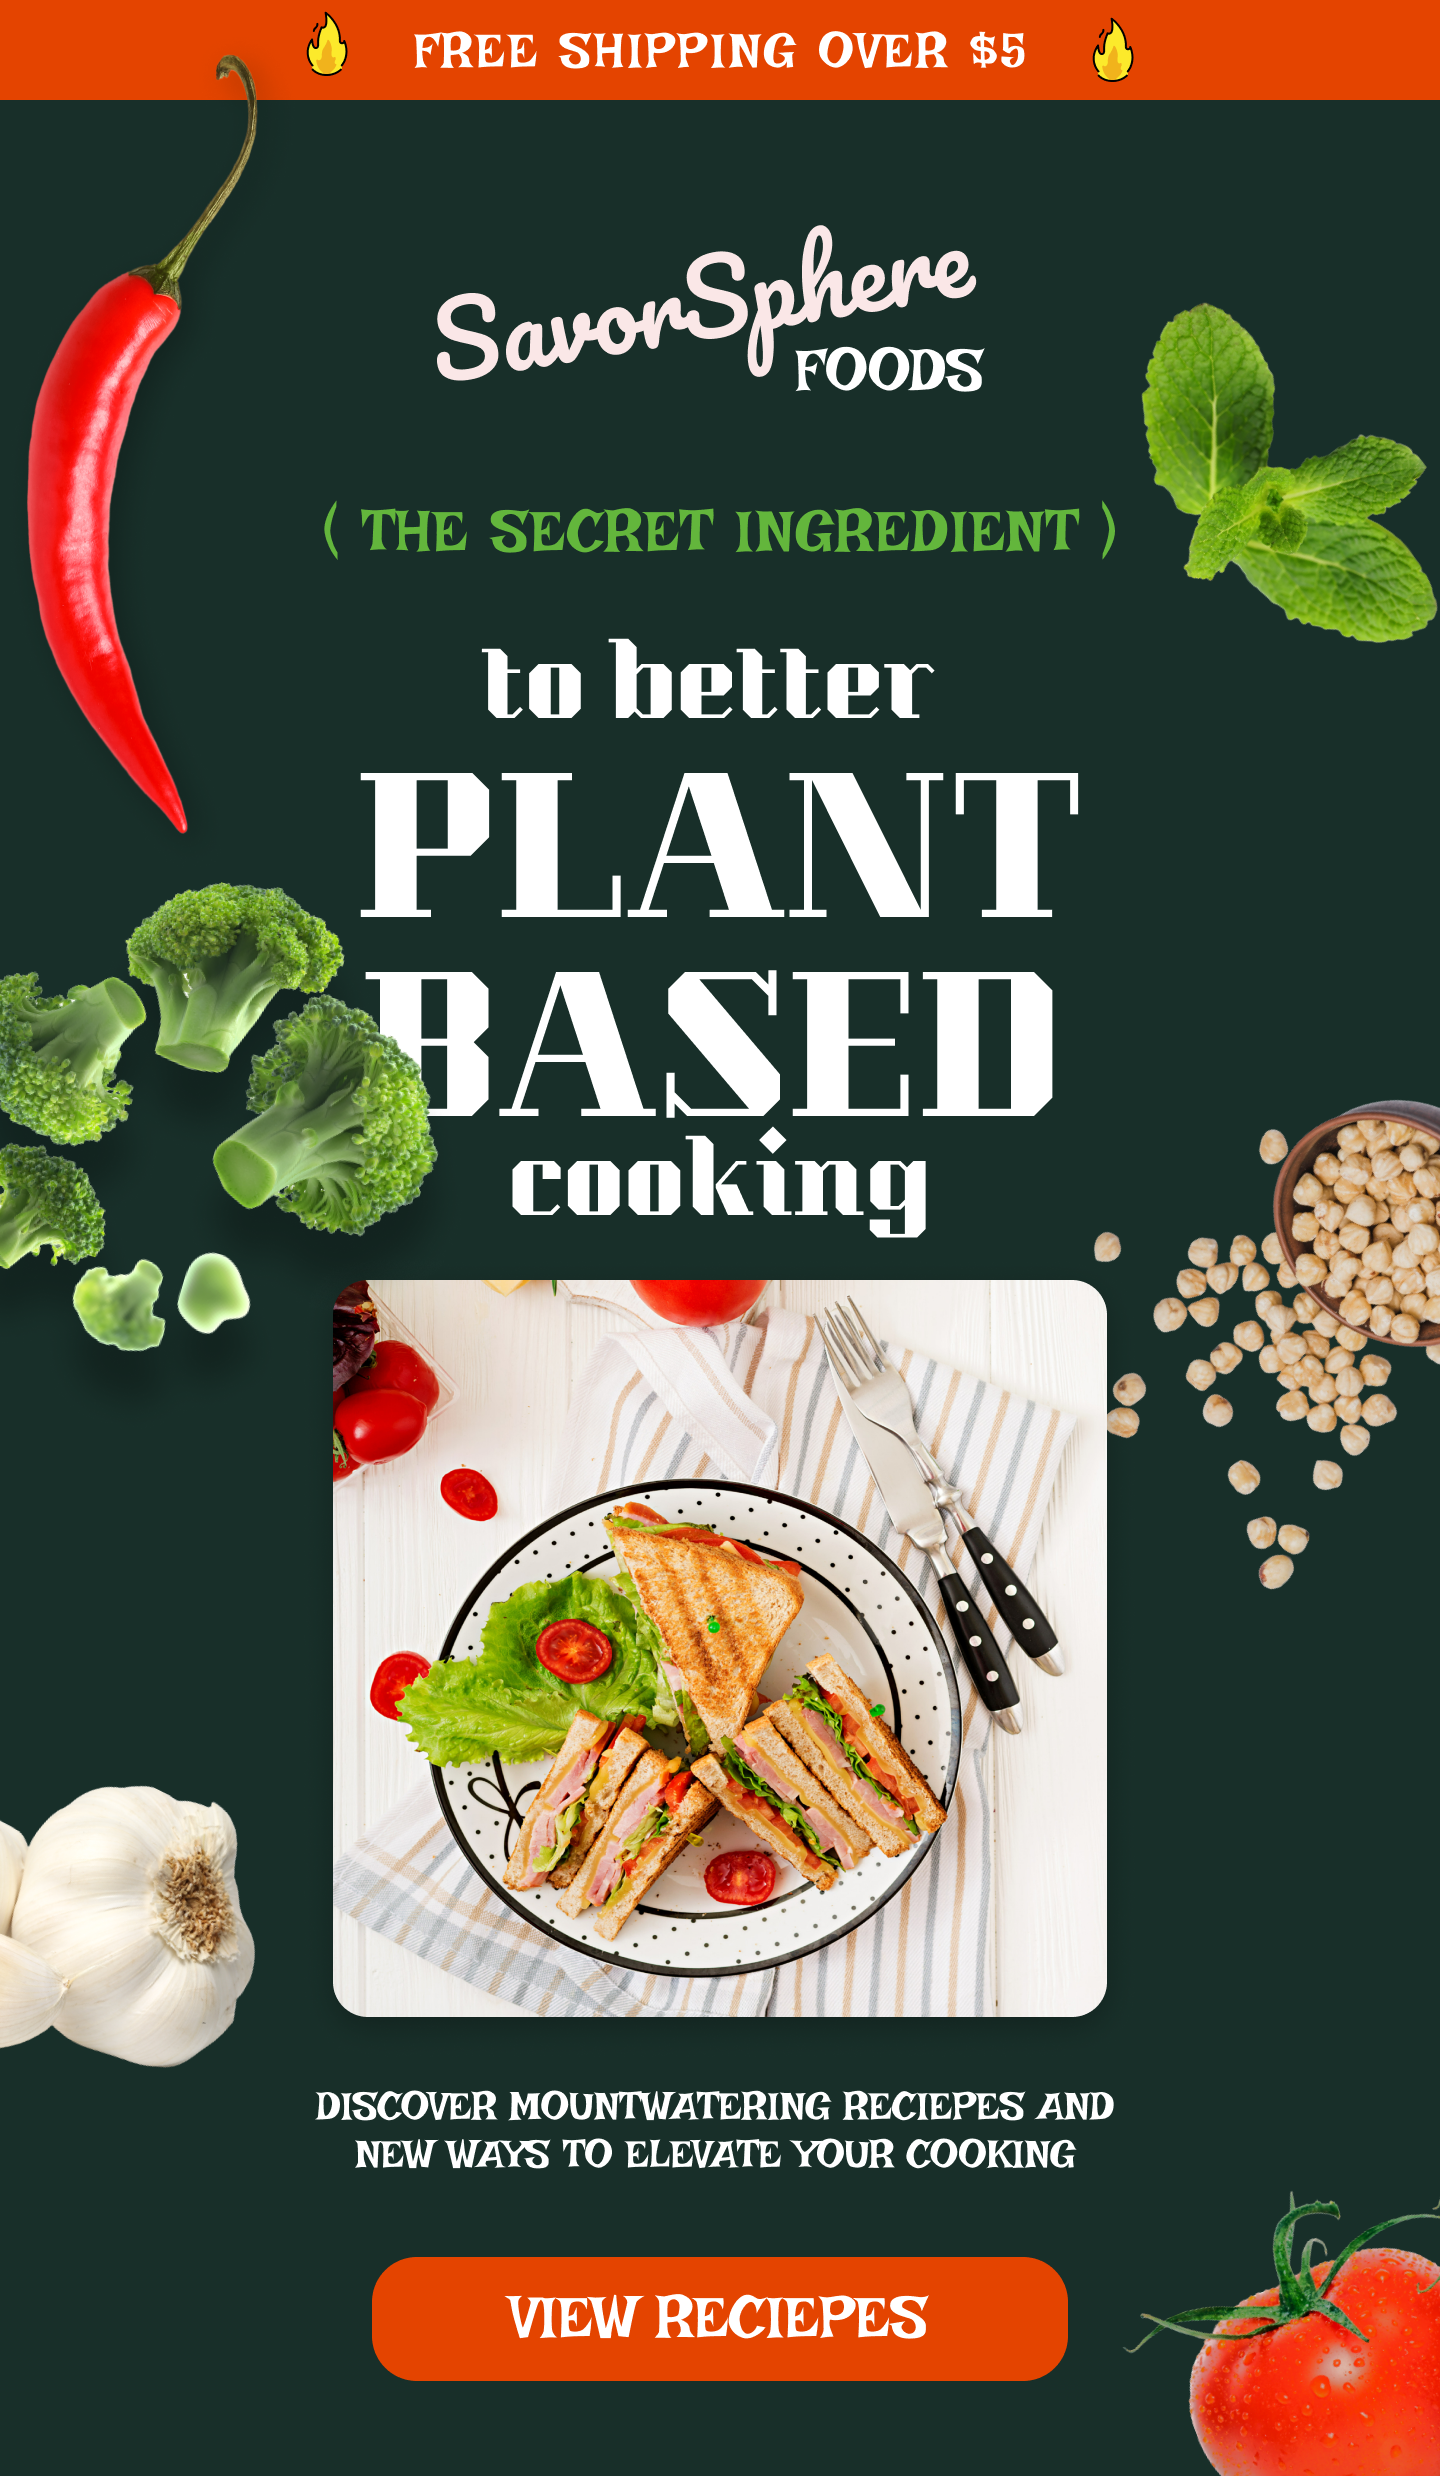 FREE SHIPPING OVER $5
SavorSphere
FOODS
( THE SECRET INGREDIENT )
to better
PLANT
BASED
cooking
DISCOVER MOUNTWATERING RECIEPES AND
NEW WAYS TO ELEVATE YOUR COOKING
VIEW RECIEPES